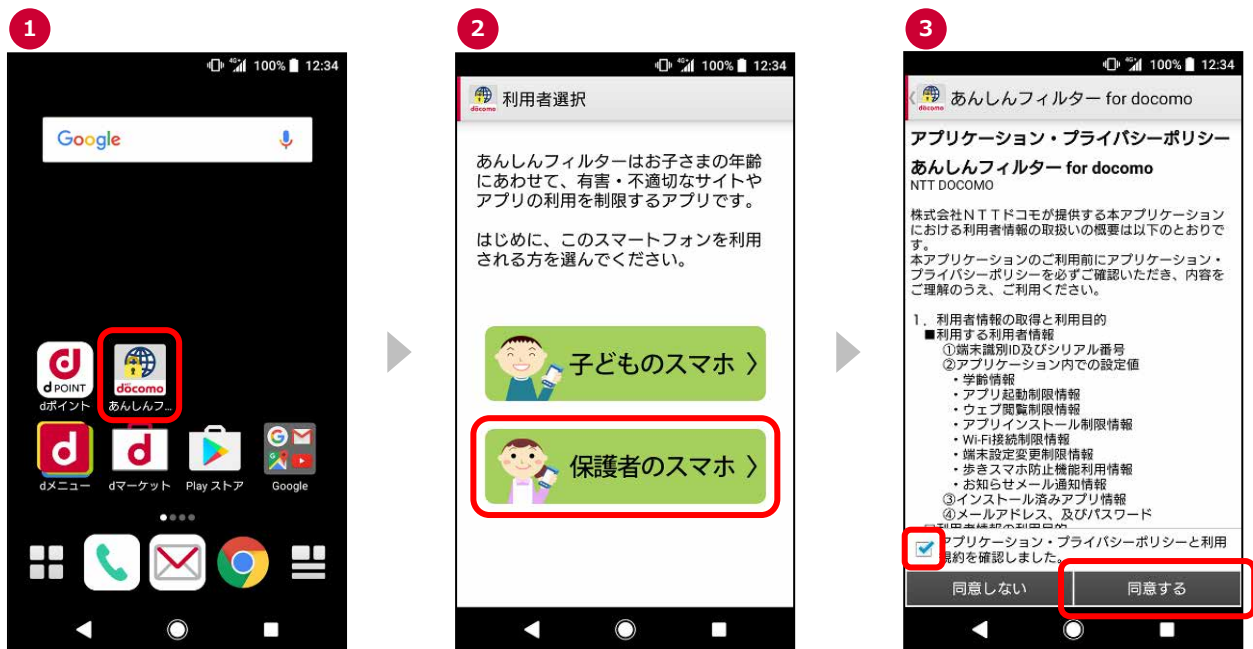 1
4G 100% 12:34
Google
d POINT
docomo
dポイント
あんしんフ...
d
d
G
dメニュー
dマーケット
Play ストア
Google
2
4G 100% 12:34
docomo
利用者選択
あんしんフィルターはお子さまの年齢
にあわせて、有害・不適切なサイトや
アプリの利用を制限するアプリです。
はじめに、このスマートフォンを利用
される方を選んでください。
子どものスマホ 〉
保護者のスマホ 〉
3
4G 100% 12:34
docomo
あんしんフィルター for docomo
アプリケーション・プライバシーポリシー
あんしんフィルター for docomo
NTT DOCOMO
株式会社ＮＴＴドコモが提供する本アプリケーション
における利用者情報の取扱いの概要は以下のとおりで
す。
本アプリケーションのご利用前にアプリケーション・
プライバシーポリシーを必ずご確認いただき、内容を
ご理解のうえ、ご利用ください。
１．利用者情報の取得と利用目的
■利用する利用者情報
①端末識別ID及びシリアル番号
②アプリケーション内での設定値
・学齢情報
・アプリ起動制限情報
・ウェブ閲覧制限情報
・アプリインストール制限情報
・Wi-Fi接続制限情報
・端末設定変更制限情報
・歩きスマホ防止機能利用情報
・お知らせメール通知情報
③インストール済みアプリ情報
④メールアドレス、及びパスワード
利用者情報の利用目的
アプリケーション・プライバシーポリシーと利用
規約を確認しました。
同意しない
同意する